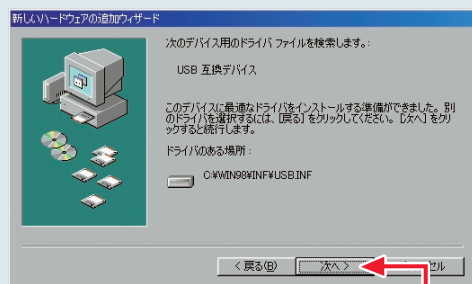 新しいハードウェアの追加ウィザード
次のデバイス用のドライバ ファイルを検索します。:
USB 互換デバイス
このデバイスに最適なドライバをインストールする準備ができました。別
のドライバを選択するには、[戻る] をクリックしてください。[次へ] をクリ
ックすると続行します。
ドライバのある場所 :
C:¥WIN98¥INF¥USB.INF
< 戻る(B) 次へ >